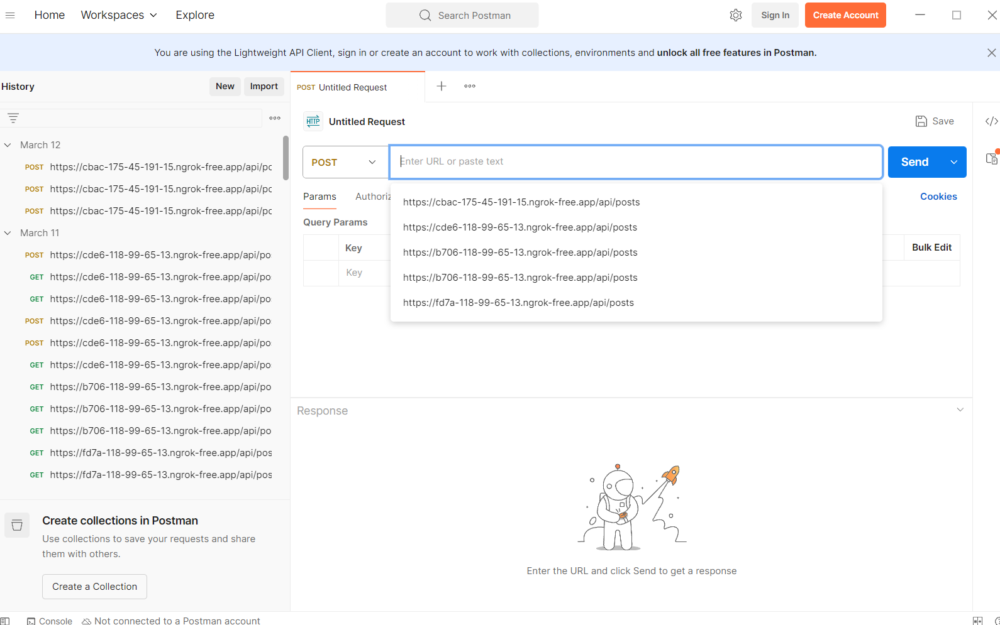 Home Workspaces Explore Search Postman Sign In Create Account
You are using the Lightweight API Client, sign in or create an account to work with collections, environments and unlock all free features in Postman.
History New Import
POST Untitled Request
HTTP Untitled Request Save
March 12
POST https://cbac-175-45-191-15.ngrok-free.app/api/pc
POST https://cbac-175-45-191-15.ngrok-free.app/api/pc
POST https://cbac-175-45-191-15.ngrok-free.app/api/pc
March 11
POST https://cde6-118-99-65-13.ngrok-free.app/api/po
GET https://cde6-118-99-65-13.ngrok-free.app/api/po
GET https://cde6-118-99-65-13.ngrok-free.app/api/po
POST https://cde6-118-99-65-13.ngrok-free.app/api/po
POST https://cde6-118-99-65-13.ngrok-free.app/api/po
GET https://cde6-118-99-65-13.ngrok-free.app/api/po
GET https://b706-118-99-65-13.ngrok-free.app/api/po
GET https://b706-118-99-65-13.ngrok-free.app/api/po
GET https://b706-118-99-65-13.ngrok-free.app/api/po
GET https://fd7a-118-99-65-13.ngrok-free.app/api/pos
GET https://fd7a-118-99-65-13.ngrok-free.app/api/pos
Create collections in Postman
Use collections to save your requests and share
them with others.
Create a Collection
POST Enter URL or paste text Send
Params Authoriz Cookies
Query Params
Key Bulk Edit
Key
https://cbac-175-45-191-15.ngrok-free.app/api/posts
https://cde6-118-99-65-13.ngrok-free.app/api/posts
https://b706-118-99-65-13.ngrok-free.app/api/posts
https://b706-118-99-65-13.ngrok-free.app/api/posts
https://fd7a-118-99-65-13.ngrok-free.app/api/posts
Response
Enter the URL and click Send to get a response
Console Not connected to a Postman account